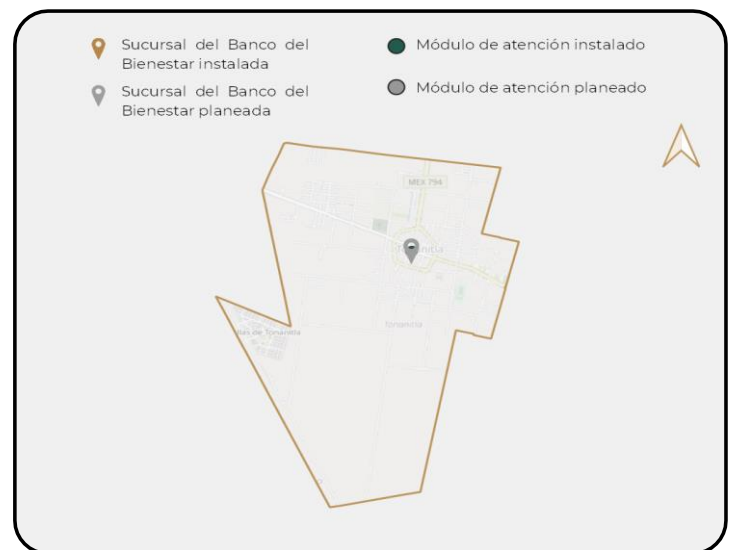 Sucursal del Banco del
Bienestar instalada
Sucursal del Banco del
Bienestar planeada
Módulo de atención instalado
Módulo de atención planeado
MEX 794
Tonanitla